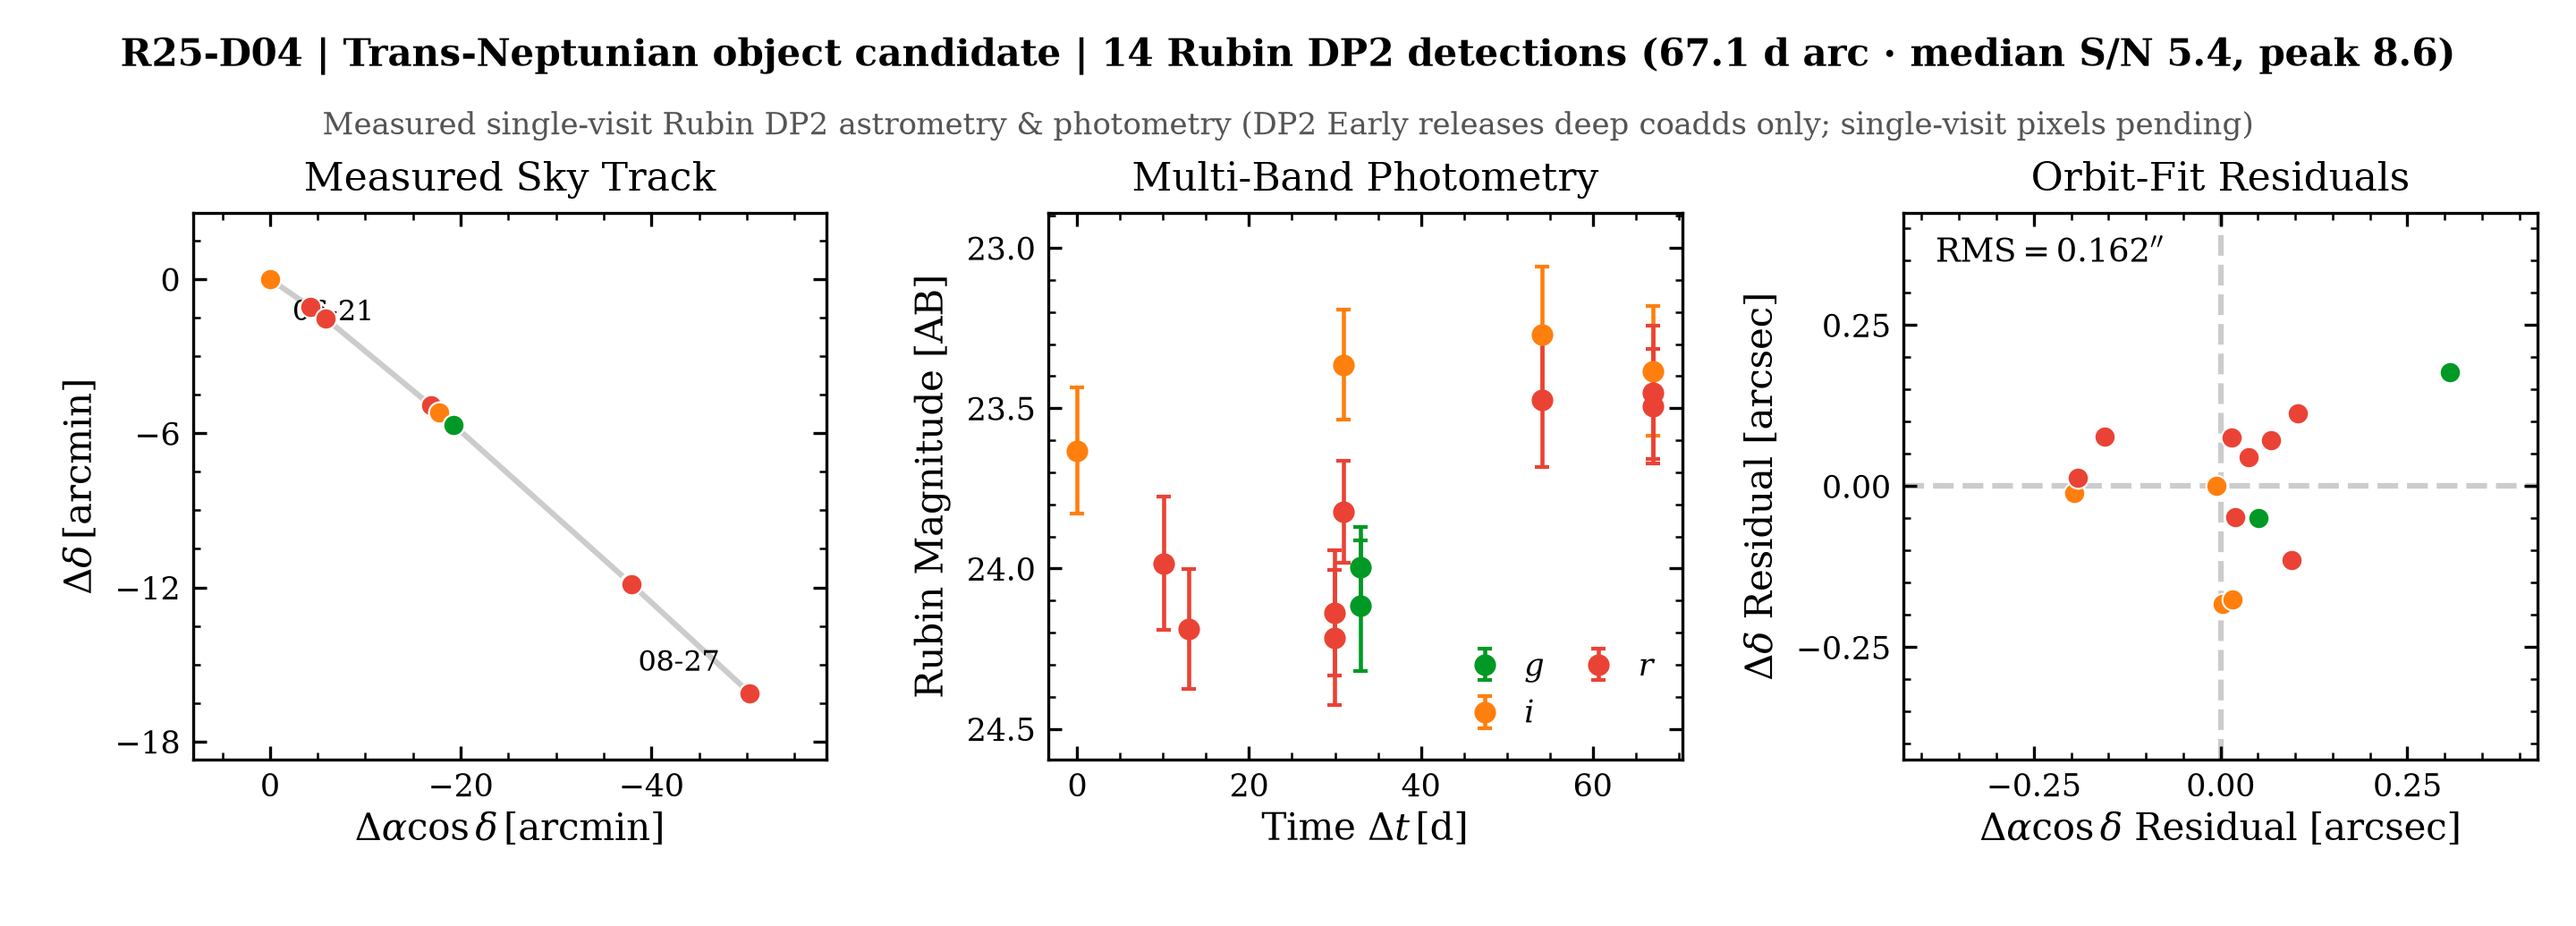 R25-D04 | Trans-Neptunian object candidate | 14 Rubin DP2 detections (67.1 d arc · median S/N 5.4, peak 8.6)
Measured single-visit Rubin DP2 astrometry & photometry (DP2 Early releases deep coadds only; single-visit pixels pending)
Measured Sky Track
Δδ [arcmin]
0
−6
−12
−18
21
08-27
0
−20
−40
Δα cos δ [arcmin]
Multi-Band Photometry
Rubin Magnitude [AB]
23.0
23.5
24.0
24.5
g
r
i
0
20
40
60
Time Δt [d]
Orbit-Fit Residuals
RMS = 0.162″
Δδ Residual [arcsec]
0.25
0.00
−0.25
−0.25
0.00
0.25
Δα cos δ Residual [arcsec]